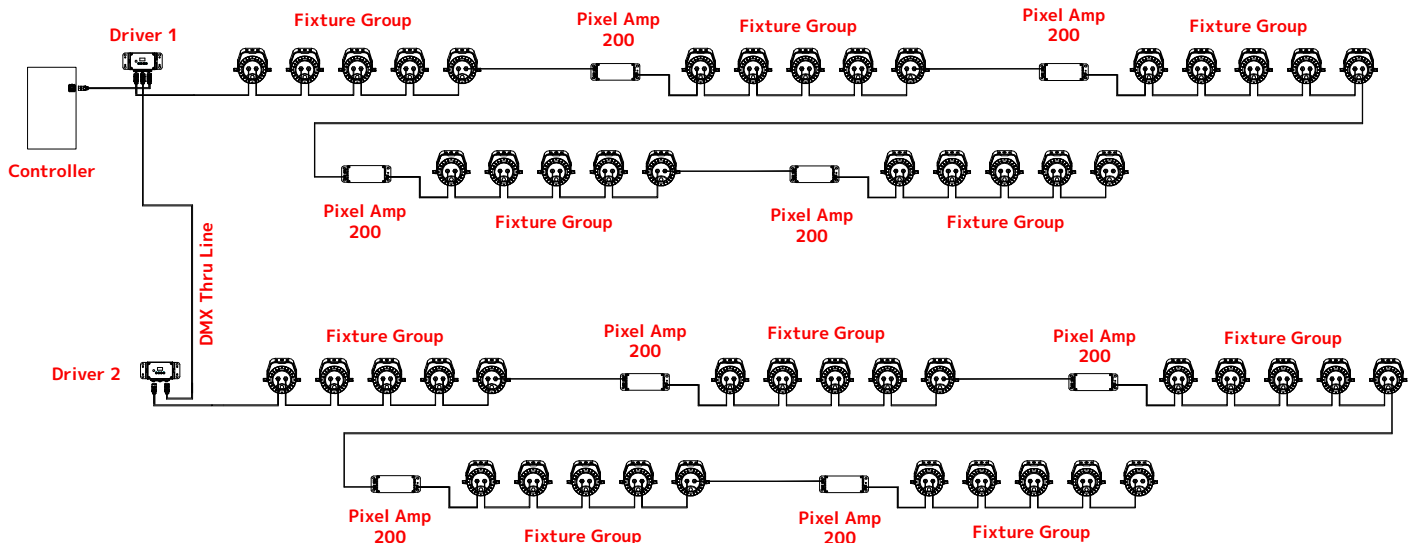 Fixture Group
Pixel Amp
200
Fixture Group
Pixel Amp
200
Fixture Group
Driver 1
Controller
Pixel Amp
200
Fixture Group
Pixel Amp
200
Fixture Group
DMX Thru Line
Driver 2
Fixture Group
Pixel Amp
200
Fixture Group
Pixel Amp
200
Fixture Group
Pixel Amp
200
Fixture Group
Pixel Amp
200
Fixture Group